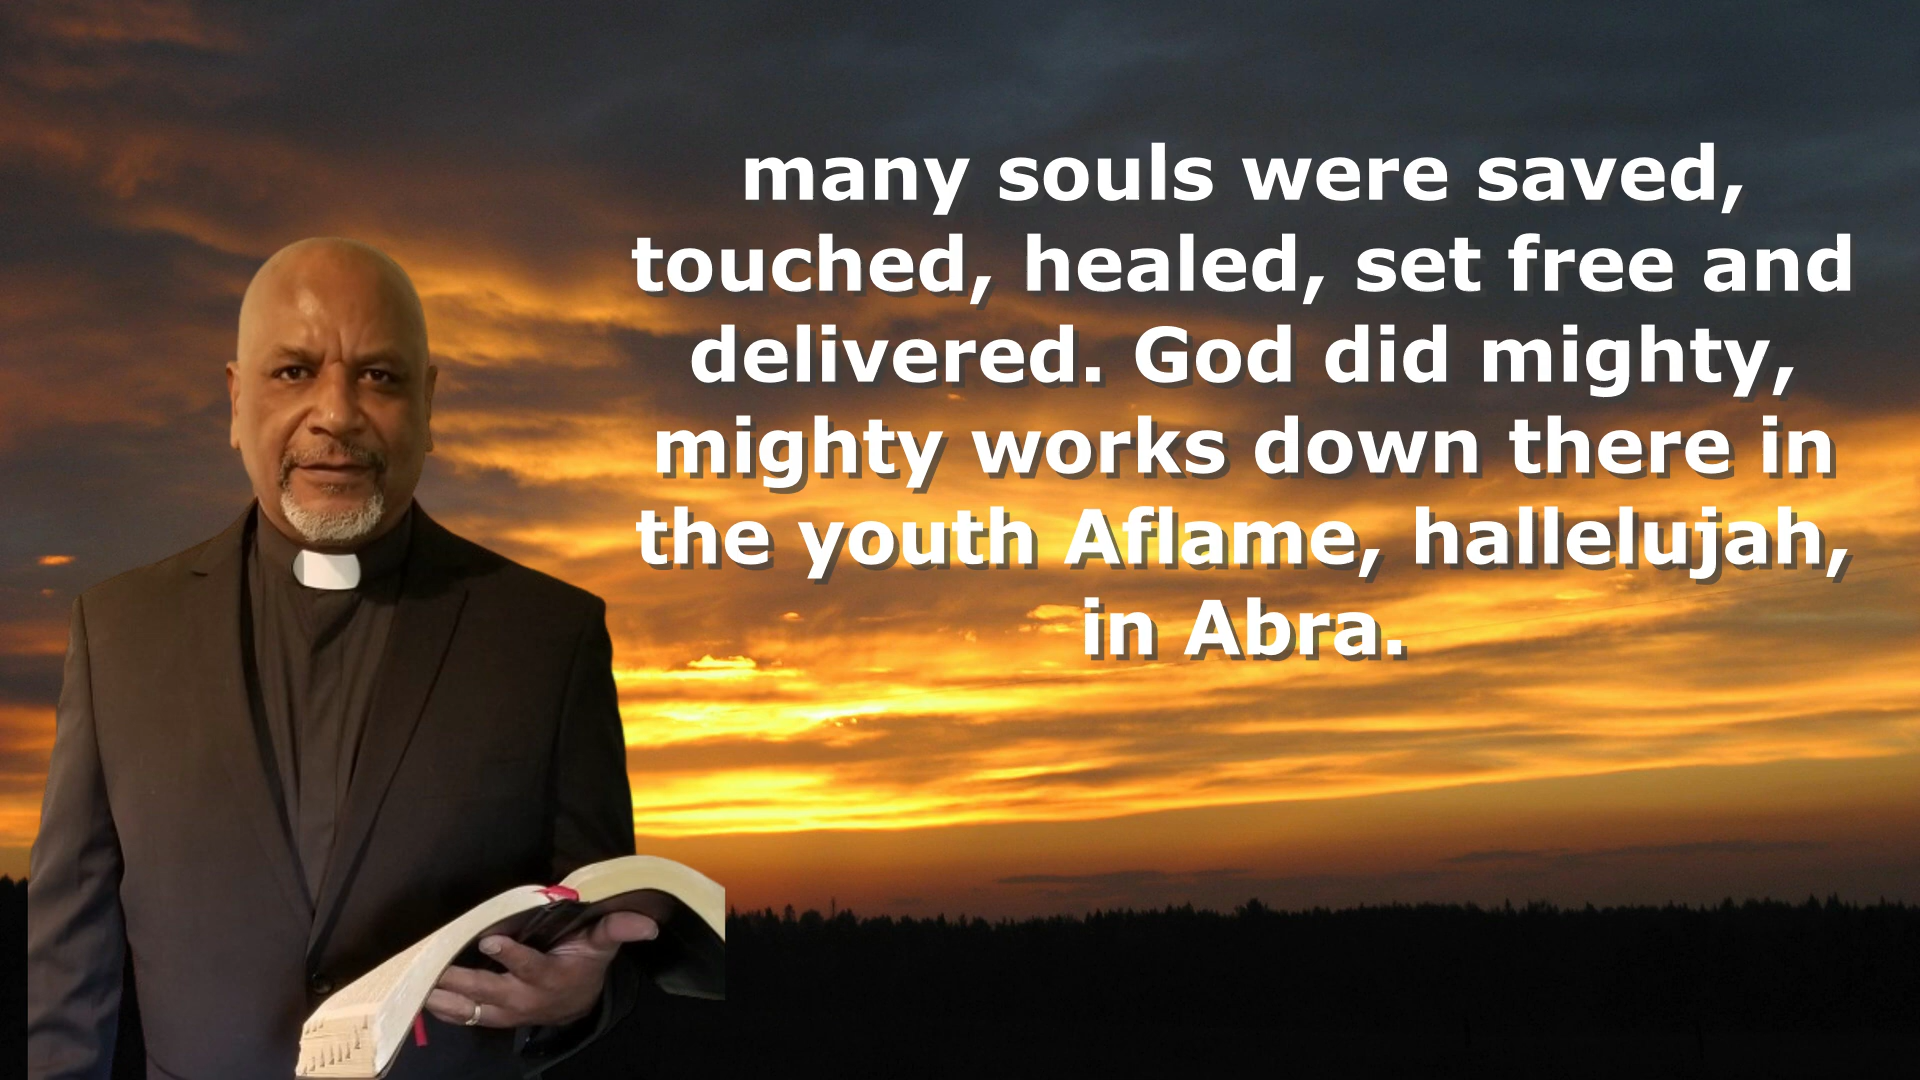 many souls were saved,
touched, healed, set free and
delivered. God did mighty,
mighty works down there in
the youth Aflame, hallelujah,
in Abra.